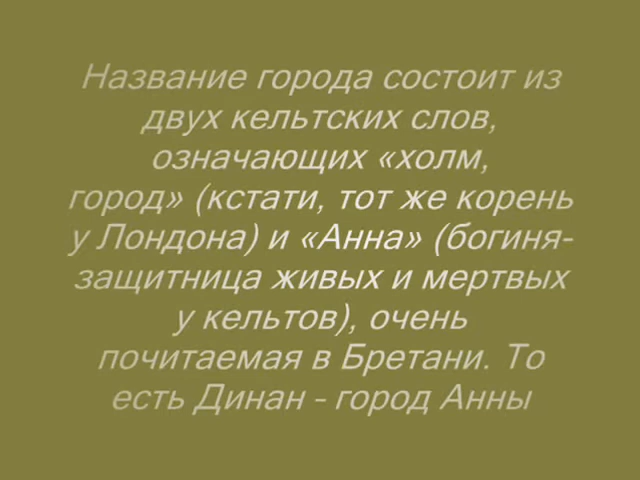 Название города состоит из
двух кельтских слов,
означающих «холм,
город» (кстати, тот же корень
у Лондона) и «Анна» (богиня-
защитница живых и мертвых
у кельтов), очень
почитаемая в Бретани. То
есть Динан - город Анны